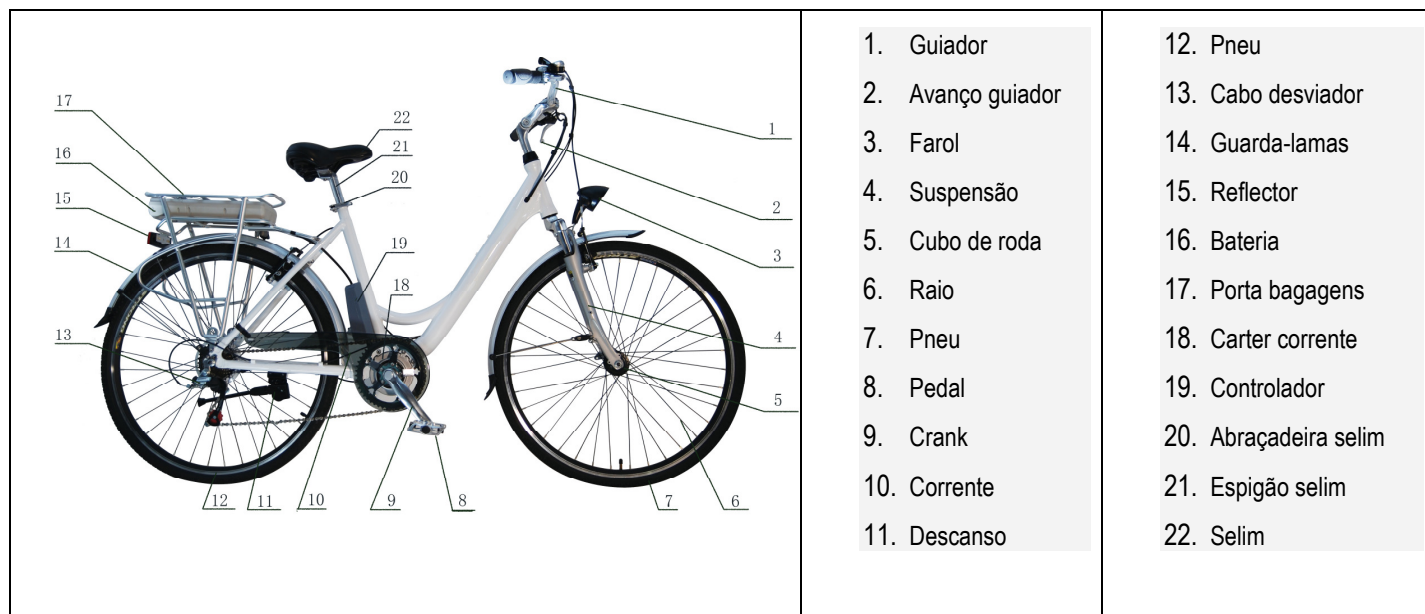 17
16
15
14
13
12
11
10
9
8
7
6
5
4
3
2
1
22
21
20
19
18
1. Guiador
2. Avanço guiador
3. Farol
4. Suspensão
5. Cubo de roda
6. Raio
7. Pneu
8. Pedal
9. Crank
10. Corrente
11. Descanso
12. Pneu
13. Cabo desviador
14. Guarda-lamas
15. Reflector
16. Bateria
17. Porta bagagens
18. Carter corrente
19. Controlador
20. Abraçadeira selim
21. Espigão selim
22. Selim